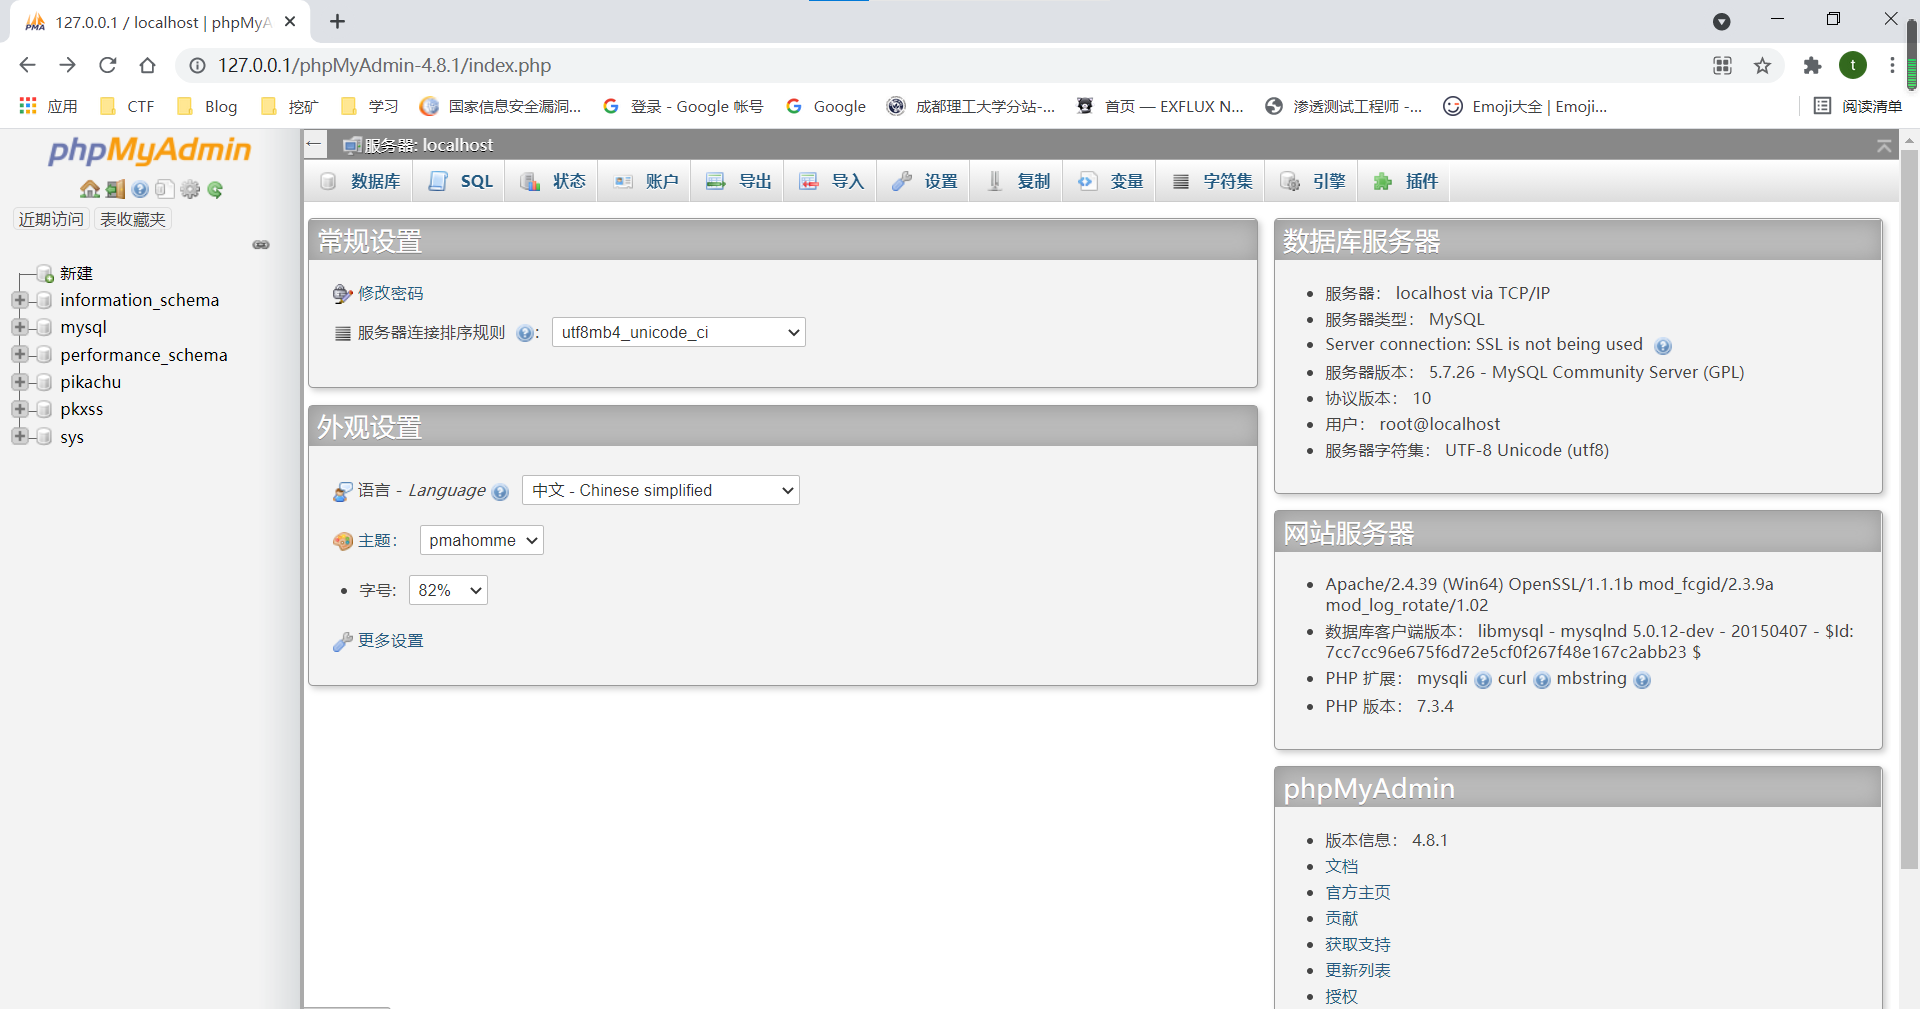 127.0.0.1 / localhost | phpMyA
127.0.0.1/phpMyAdmin-4.8.1/index.php
t
应用 CTF Blog 挖矿 学习 国家信息安全漏洞... 登录 - Google 帐号 Google 成都理工大学分站-... 首页 — EXFLUX N... 渗透测试工程师 -... Emoji大全 | Emoji... 阅读清单
phpMyAdmin
近期访问 表收藏夹
新建
information_schema
mysql
performance_schema
pikachu
pkxss
sys
服务器: localhost
数据库 SQL 状态 账户 导出 导入 设置 复制 变量 字符集 引擎 插件
常规设置
修改密码
服务器连接排序规则 : utf8mb4_unicode_ci
外观设置
语言 - Language 中文 - Chinese simplified
主题: pmahomme
字号: 82%
更多设置
数据库服务器
服务器: localhost via TCP/IP
服务器类型: MySQL
Server connection: SSL is not being used
服务器版本: 5.7.26 - MySQL Community Server (GPL)
协议版本: 10
用户: root@localhost
服务器字符集: UTF-8 Unicode (utf8)
网站服务器
Apache/2.4.39 (Win64) OpenSSL/1.1.1b mod_fcgid/2.3.9a
mod_log_rotate/1.02
数据库客户端版本: libmysql - mysqlnd 5.0.12-dev - 20150407 - $Id:
7cc7cc96e675f6d72e5cf0f267f48e167c2abb23 $
PHP 扩展: mysqli curl mbstring
PHP 版本: 7.3.4
phpMyAdmin
版本信息: 4.8.1
文档
官方主页
贡献
获取支持
更新列表
授权